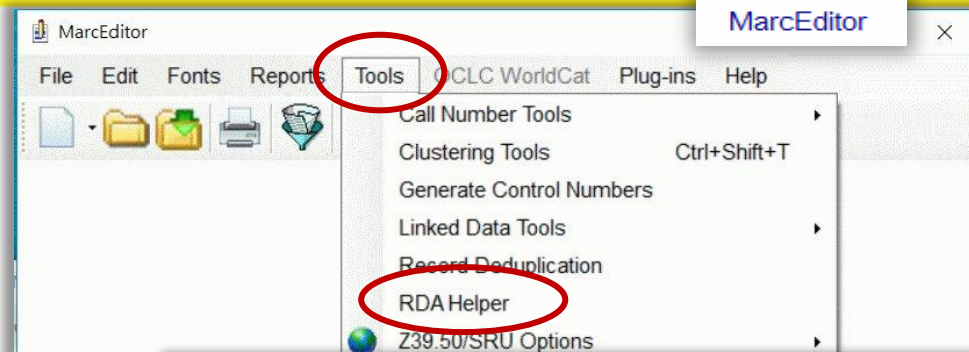 MarcEditor
MarcEditor
File Edit Fonts Reports Tools OCLC WorldCat Plug-ins Help
Call Number Tools
Clustering Tools Ctrl+Shift+T
Generate Control Numbers
Linked Data Tools
Record Deduplication
RDA Helper
Z39.50/SRU Options